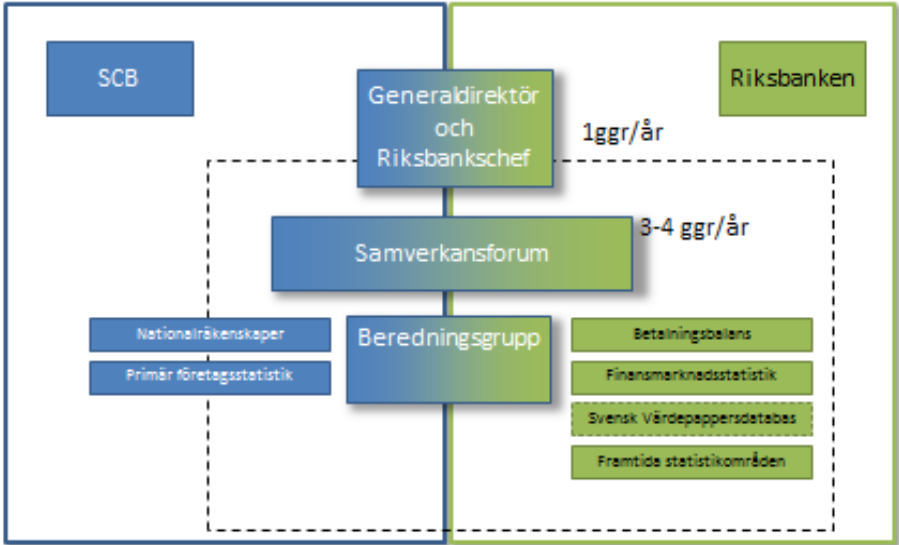 SCB
Riksbanken
Generaldirektör
och
Riksbankschef
1ggr/år
3-4 ggr/år
Samverkansforum
Nationalräkenskaper
Primär företagsstatistik
Beredningsgrupp
Betalningsbalans
Finansmarknadsstatistik
Svensk Värdepappersdatabas
Framtida statistikområden